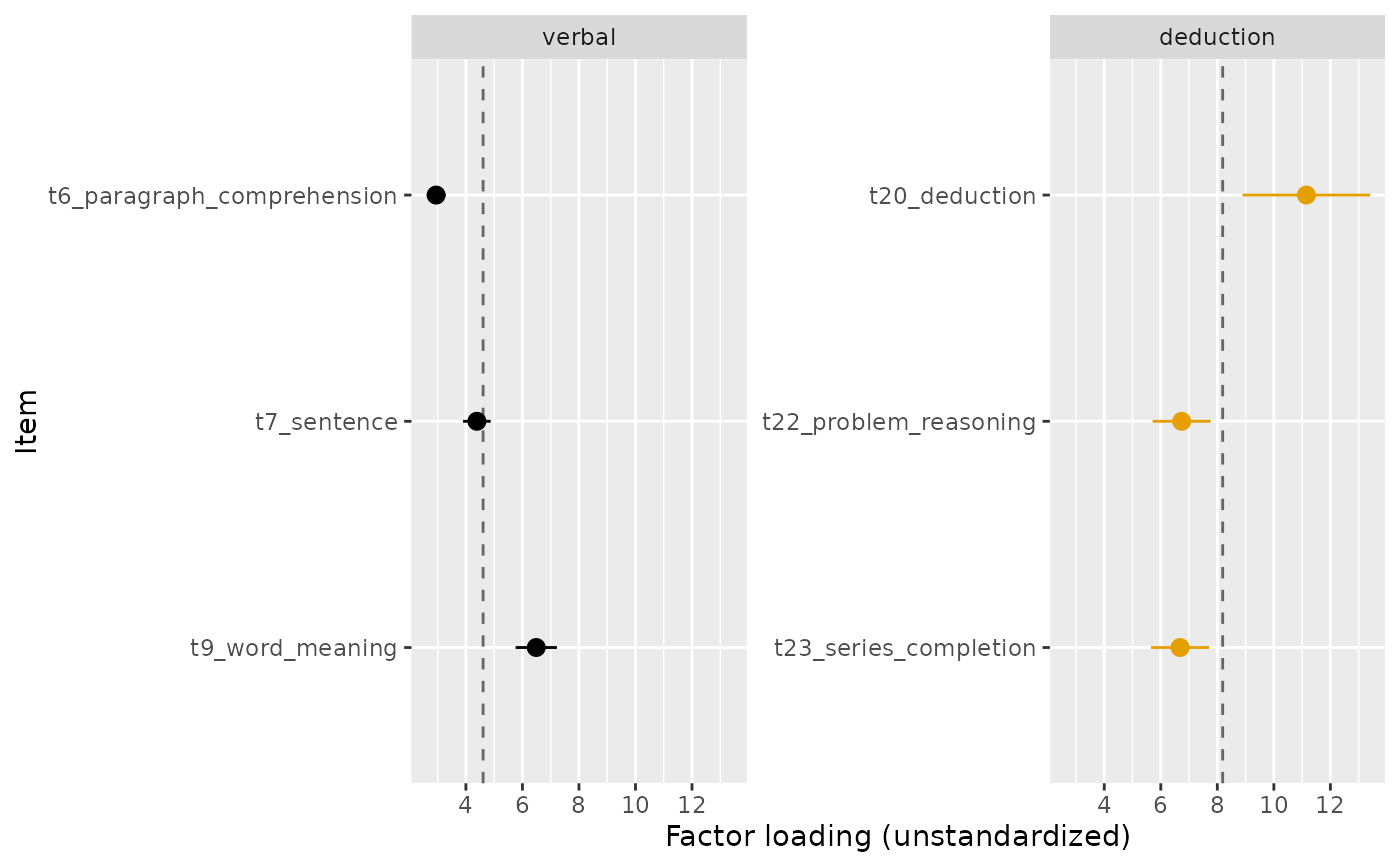 verbal
deduction
t6_paragraph_comprehension
t20_deduction
t7_sentence
t22_problem_reasoning
t9_word_meaning
t23_series_completion
Item
4 6 8 10 12
4 6 8 10 12
Factor loading (unstandardized)